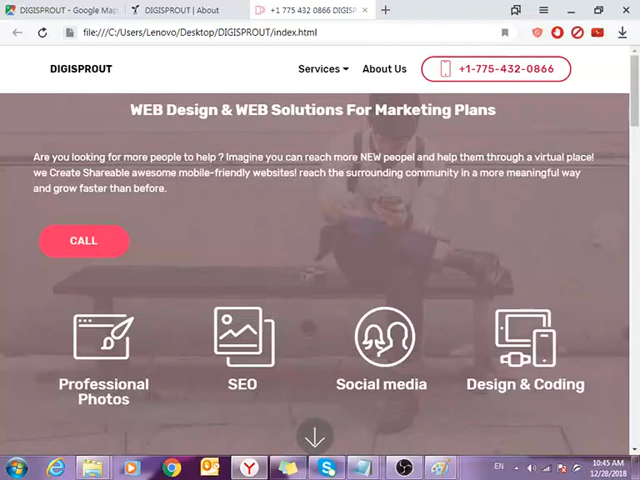 DIGISPROUT - Google Map
DIGISPROUT | About
+1 775 432 0866 DIGISP
file:///C:/Users/Lenovo/Desktop/DIGISPROUT/index.html
DIGISPROUT
Services
About Us
+1-775-432-0866
WEB Design & WEB Solutions For Marketing Plans
Are you looking for more people to help ? Imagine you can reach more NEW peopel and help them through a virtual place!
we Create Shareable awesome mobile-friendly websites! reach the surrounding community in a more meaningful way
and grow faster than before.
CALL
Professional
Photos
SEO
Social media
Design & Coding
EN
10:45 AM
12/28/2018